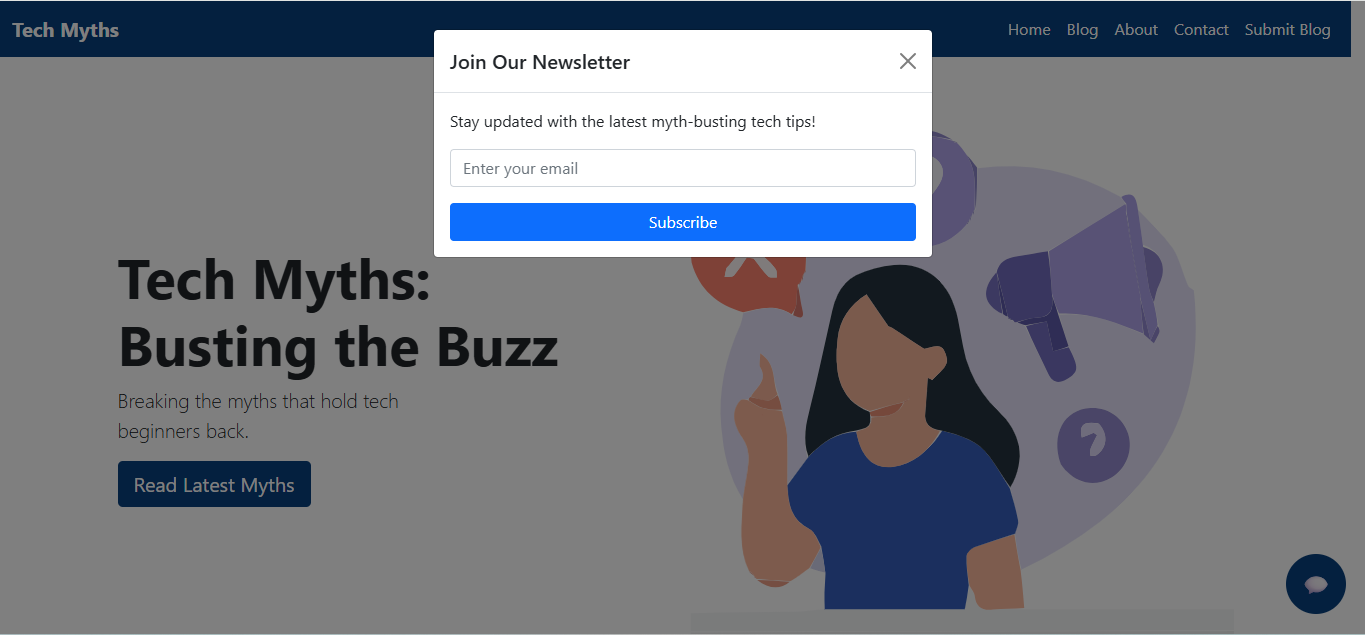 Tech Myths
Home Blog About Contact Submit Blog
Join Our Newsletter
Stay updated with the latest myth-busting tech tips!
Enter your email
Subscribe
Tech Myths:
Busting the Buzz
Breaking the myths that hold tech
beginners back.
Read Latest Myths
?